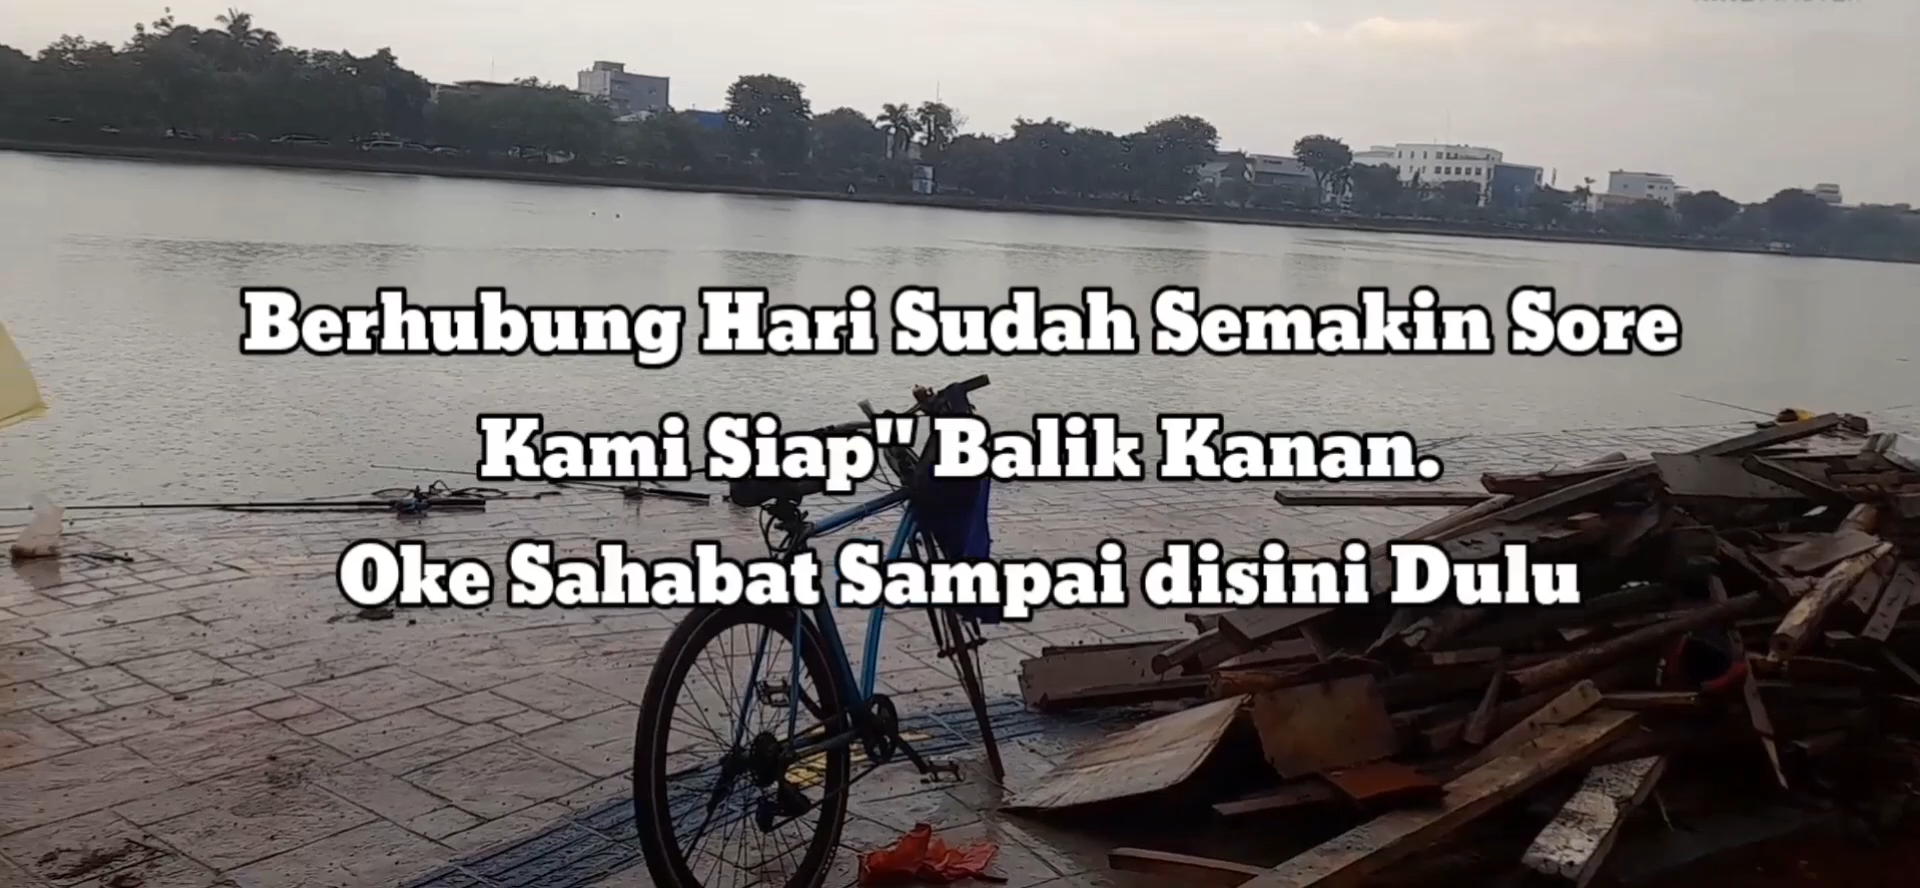 Berhubung Hari Sudah Semakin Sore
Kami Siap" Balik Kanan.
Oke Sahabat Sampai disini Dulu